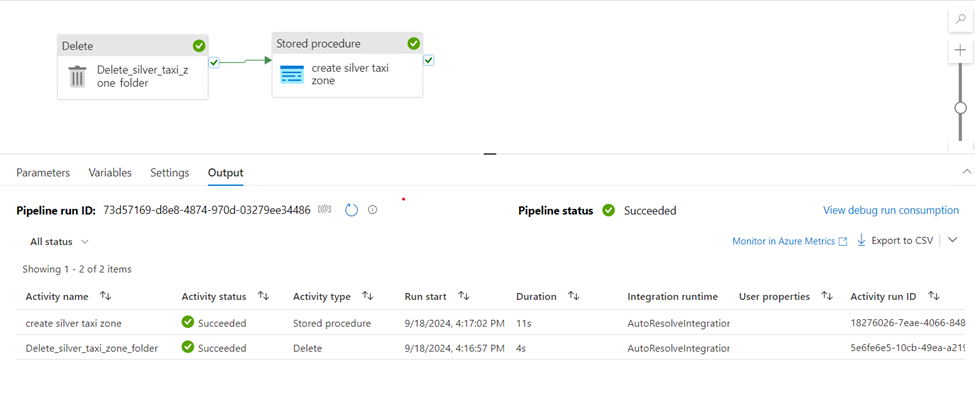 Delete
Stored procedure
Delete_silver_taxi_z
one folder
create silver taxi
zone
Parameters Variables Settings Output
Pipeline run ID: 73d57169-d8e8-4874-970d-03279ee34486
Pipeline status Succeeded
View debug run consumption
All status
Monitor in Azure Metrics
Export to CSV
Showing 1 - 2 of 2 items
Activity name Activity status Activity type Run start Duration Integration runtime User properties Activity run ID
create silver taxi zone Succeeded Stored procedure 9/18/2024, 4:17:02 PM 11s AutoResolveIntegration 18276026-7eae-4066-848
Delete_silver_taxi_zone_folder Succeeded Delete 9/18/2024, 4:16:57 PM 4s AutoResolveIntegration 5e6fe6e5-10cb-49ea-a219